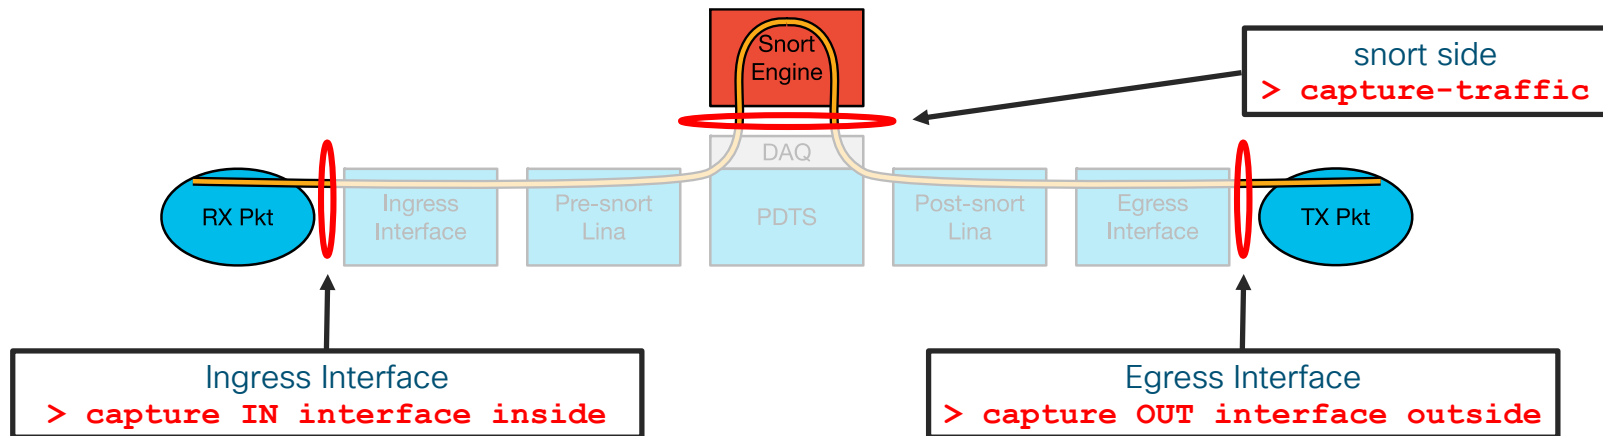 Snort
Engine
snort side
> capture-traffic
DAQ
RX Pkt
Ingress
Interface
Pre-snort
Lina
PDTS
Post-snort
Lina
Egress
Interface
TX Pkt
Ingress Interface
> capture IN interface inside
Egress Interface
> capture OUT interface outside